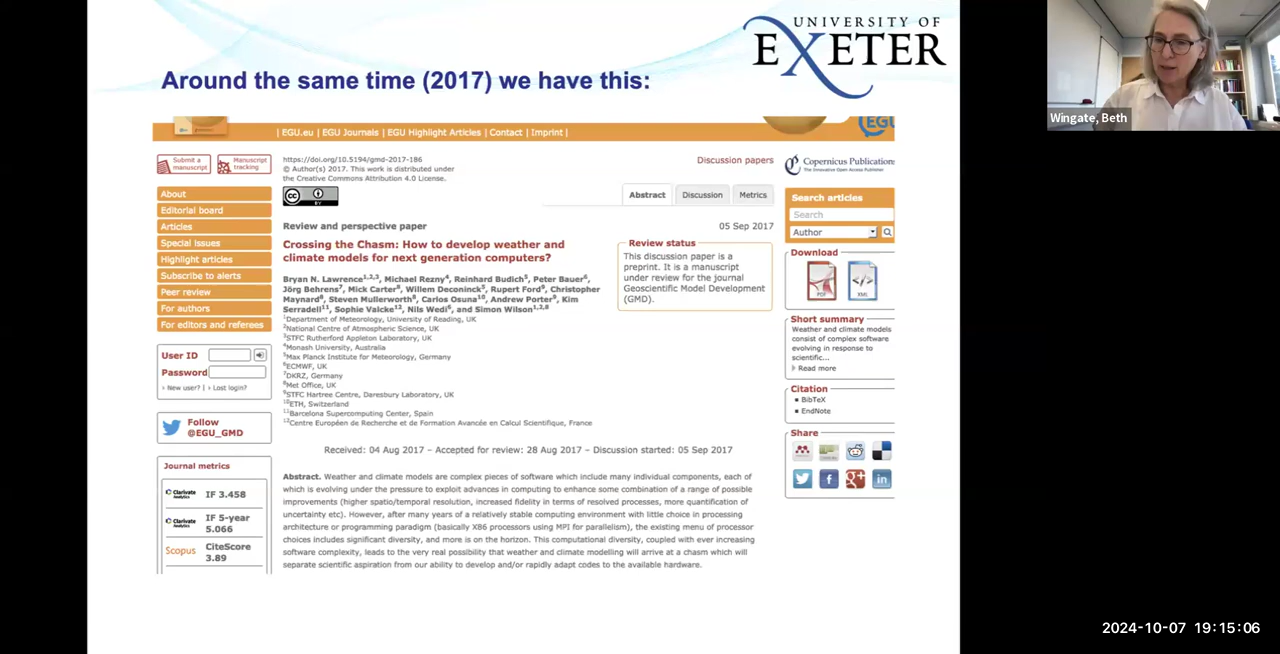 UNIVERSITY OF
EXETER
Around the same time (2017) we have this:
| EGU.eu | EGU Journals | EGU Highlight Articles | Contact | Imprint |
EGU
Submit a
manuscript
Manuscript
tracking
About
Editorial board
Articles
Special issues
Highlight articles
Subscribe to alerts
Peer review
For authors
For editors and referees
User ID
Password
› New user? | › Lost login?
Follow
@EGU_GMD
Journal metrics
Clarivate
Analytics
IF 3.458
Clarivate
Analytics
IF 5-year
5.066
Scopus
CiteScore
3.89
https://doi.org/10.5194/gmd-2017-186
© Author(s) 2017. This work is distributed under
the Creative Commons Attribution 4.0 License.
CC BY
Discussion papers
Abstract
Discussion
Metrics
Review and perspective paper
05 Sep 2017
Crossing the Chasm: How to develop weather and
climate models for next generation computers?
Bryan N. Lawrence1,2,3, Michael Rezny4, Reinhard Budich5, Peter Bauer6,
Jörg Behrens7, Mick Carter8, Willem Deconinck6, Rupert Ford9, Christopher
Maynard8, Steven Mullerworth8, Carlos Osuna10, Andrew Porter9, Kim
Serradell11, Sophie Valcke12, Nils Wedi6, and Simon Wilson1,2,8
1Department of Meteorology, University of Reading, UK
2National Centre of Atmospheric Science, UK
3STFC Rutherford Appleton Laboratory, UK
4Monash University, Australia
5Max Planck Institute for Meteorology, Germany
6ECMWF, UK
7DKRZ, Germany
8Met Office, UK
9STFC Hartree Centre, Daresbury Laboratory, UK
10ETH, Switzerland
11Barcelona Supercomputing Center, Spain
12Centre Européen de Recherche et de Formation Avancée en Calcul Scientifique, France
Review status
This discussion paper is a
preprint. It is a manuscript
under review for the journal
Geoscientific Model Development
(GMD).
Received: 04 Aug 2017 – Accepted for review: 28 Aug 2017 – Discussion started: 05 Sep 2017
Abstract. Weather and climate models are complex pieces of software which include many individual components, each of
which is evolving under the pressure to exploit advances in computing to enhance some combination of a range of possible
improvements (higher spatio/temporal resolution, increased fidelity in terms of resolved processes, more quantification of
uncertainty etc). However, after many years of a relatively stable computing environment with little choice in processing
architecture or programming paradigm (basically X86 processors using MPI for parallelism), the existing menu of processor
choices includes significant diversity, and more is on the horizon. This computational diversity, coupled with ever increasing
software complexity, leads to the very real possibility that weather and climate modelling will arrive at a chasm which will
separate scientific aspiration from our ability to develop and/or rapidly adapt codes to the available hardware.
Copernicus Publications
The Innovative Open Access Publisher
Search articles
Search
Author
Download
PDF
XML
Short summary
Weather and climate models
consist of complex software
evolving in response to
scientific...
Read more
Citation
BibTeX
EndNote
Share
Wingate, Beth
2024-10-07 19:15:06